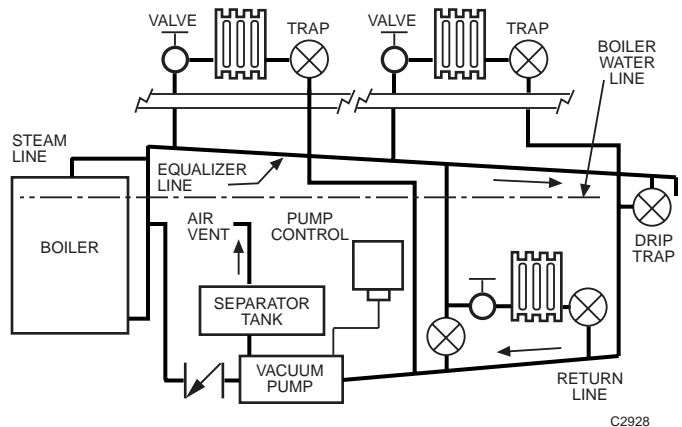 VALVE
TRAP
VALVE
TRAP
BOILER
WATER
LINE
STEAM
LINE
EQUALIZER
LINE
AIR
VENT
PUMP
CONTROL
BOILER
DRIP
TRAP
SEPARATOR
TANK
VACUUM
PUMP
RETURN
LINE
C2928